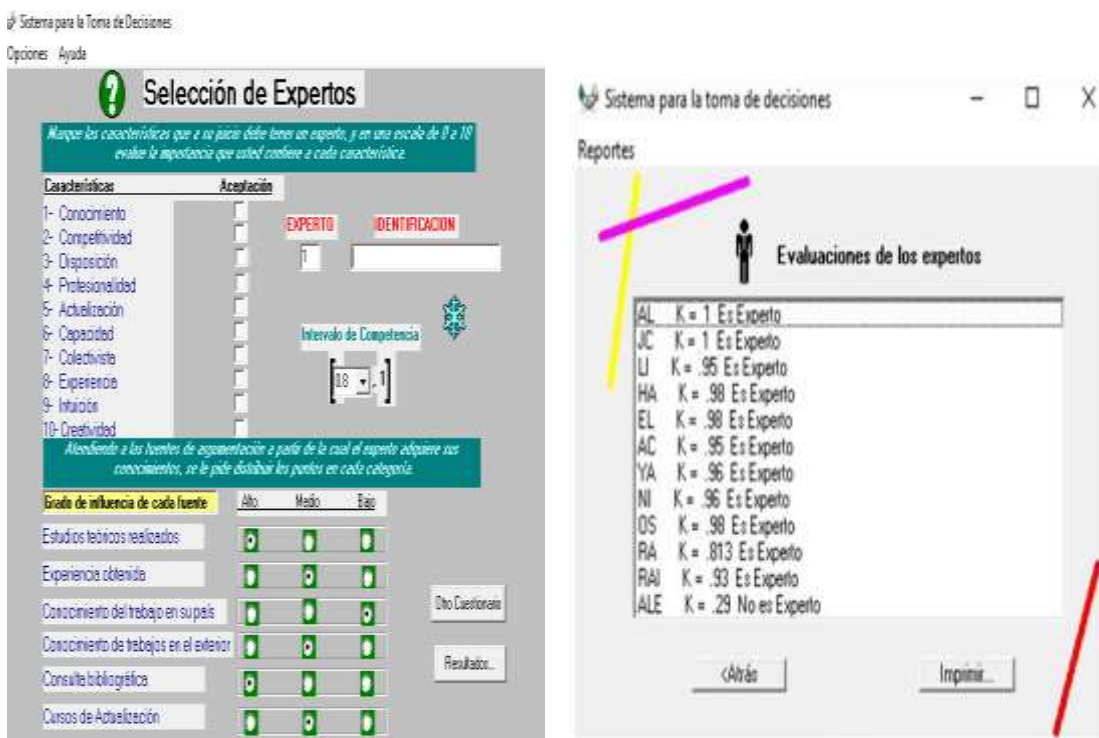 Sistema para la Toma de Decisiones
Opciones Ayuda
Selección de Expertos
Marque las características que a su juicio debe tener un experto, y en una escala de 0 a 10
evalue la importancia que usted confiere a cada característica.
Características Aceptación
1- Conocimiento
2- Competitividad
3- Disposición
4- Profesionalidad
5- Actualización
6- Capacidad
7- Colectivista
8- Experiencia
9- Intuición
10- Creatividad
EXPERTO IDENTIFICACION
1
Intervalo de Competencia
[0.8 , 1]
Atendiendo a las fuentes de argumentación a partir de la cual el experto adquiere sus
conocimientos, se le pide distribuir los puntos en cada categoría.
Grado de influencia de cada fuente Alto Medio Bajo
Estudios teóricos realizados
Experiencia obtenida
Conocimiento del trabajo en su país
Conocimiento de trabajos en el exterior
Consulta bibliográfica
Cursos de Actualización
Otro Cuestionario
Resultados...
Sistema para la toma de decisiones
Reportes
Evaluaciones de los expertos
AL K = 1 Es Experto
JC K = 1 Es Experto
LI K = .95 Es Experto
HA K = .98 Es Experto
EL K = .98 Es Experto
AC K = .95 Es Experto
YA K = .96 Es Experto
NI K = .96 Es Experto
OS K = .98 Es Experto
RA K = .813 Es Experto
RAI K = .93 Es Experto
ALE K = .29 No es Experto
<Atrás Imprimir...